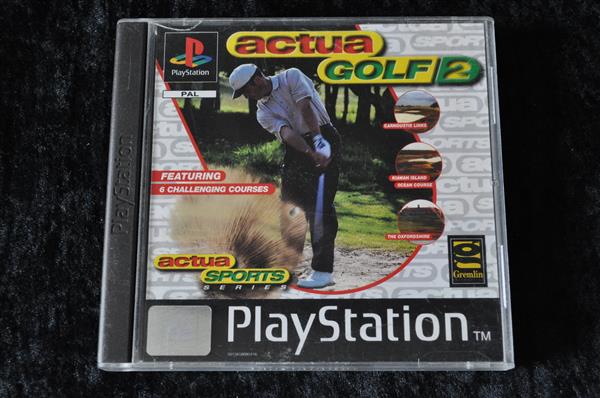 PlayStation
PAL
actua
GOLF 2
CARNOUSTIE LINKS
KIAWAH ISLAND
OCEAN COURSE
THE OXFORDSHIRE
FEATURING
6 CHALLENGING COURSES
actua
SPORTS
SERIES
Gremlin
PlayStation TM
PlayStation